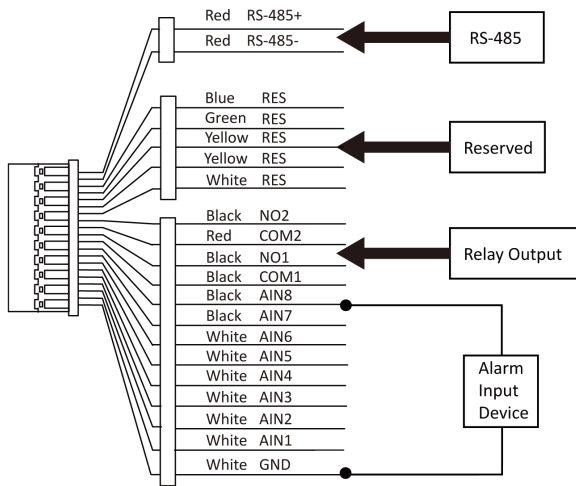 Red RS-485+
Red RS-485-
RS-485
Blue RES
Green RES
Yellow RES
Yellow RES
White RES
Reserved
Black NO2
Red COM2
Black NO1
Black COM1
Relay Output
Black AIN8
Black AIN7
White AIN6
White AIN5
White AIN4
White AIN3
White AIN2
White AIN1
White GND
Alarm
Input
Device